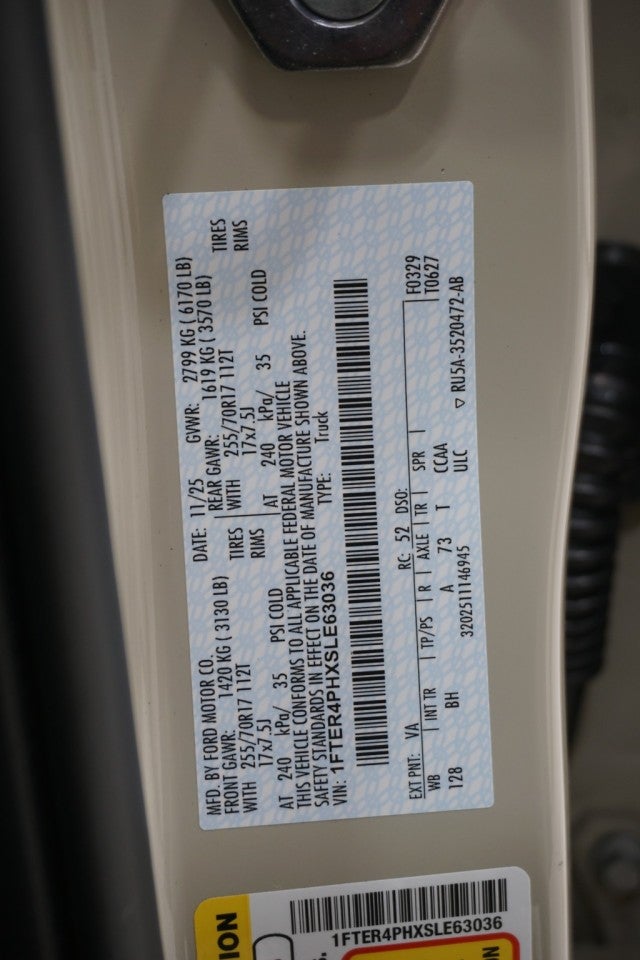 MFD. BY FORD MOTOR CO. DATE: 11/25 GVWR: 2799 KG ( 6170 LB)
FRONT GAWR: 1420 KG ( 3130 LB) REAR GAWR: 1619 KG ( 3570 LB)
WITH 255/70R17 112T TIRES WITH 255/70R17 112T TIRES
17x7.5J RIMS 17x7.5J RIMS
AT 240 kPa/ 35 PSI COLD AT 240 kPa/ 35 PSI COLD
THIS VEHICLE CONFORMS TO ALL APPLICABLE FEDERAL MOTOR VEHICLE
SAFETY STANDARDS IN EFFECT ON THE DATE OF MANUFACTURE SHOWN ABOVE.
VIN: 1FTER4PHXSLE63036 TYPE: Truck
EXT PNT: VA RC: 52 DSO: F0329
WB INT TR TP/PS R AXLE TR SPR T0627
128 BH A 73 T CCAA
3202511146945 ULC
▽ RU5A-3520472-AB
ION
1FTER4PHXSLE63036